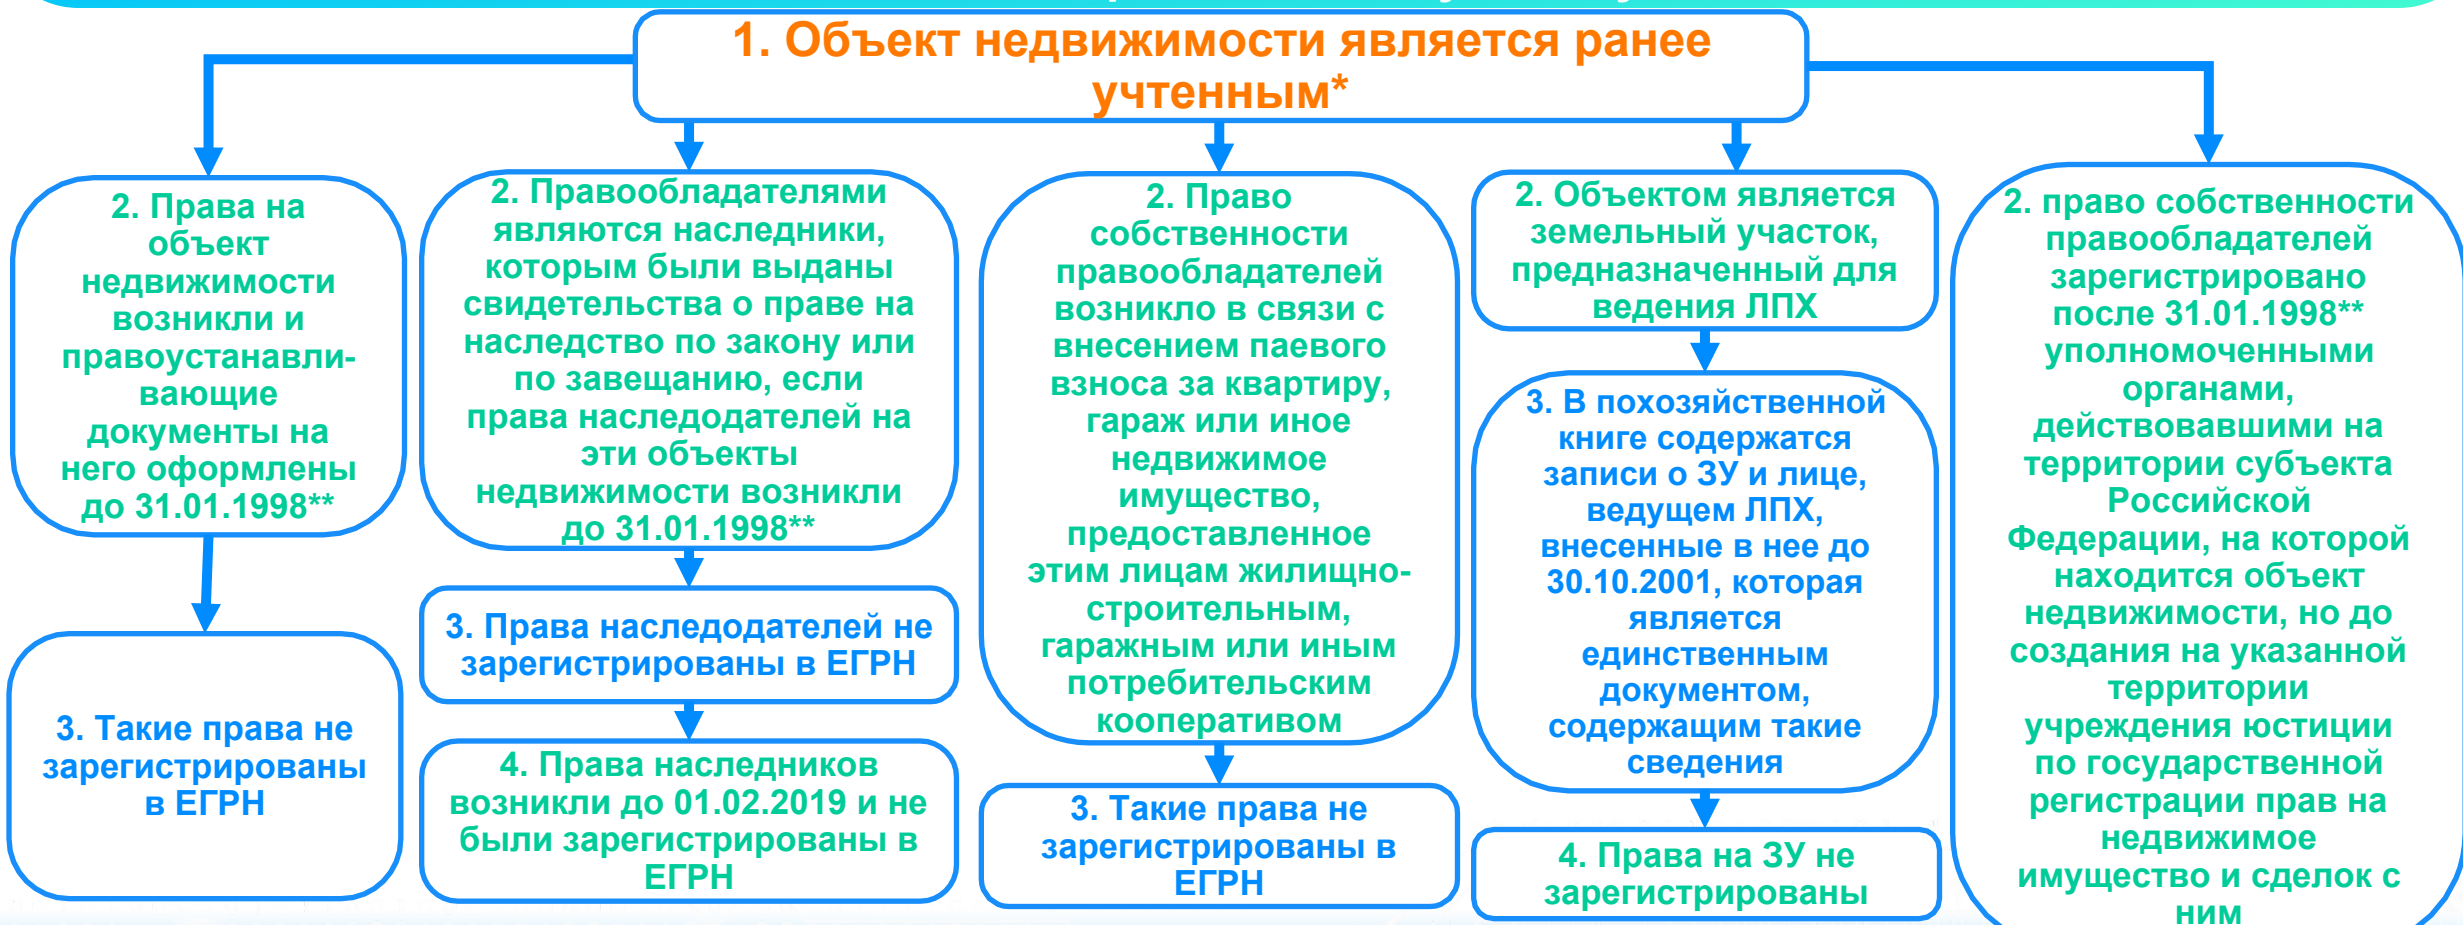 1. Объект недвижимости является ранее
учтенным*
2. Права на
объект
недвижимости
возникли и
правоустанавли-
вающие
документы на
него оформлены
до 31.01.1998**
3. Такие права не
зарегистрированы
в ЕГРН
2. Правообладателями
являются наследники,
которым были выданы
свидетельства о праве на
наследство по закону или
по завещанию, если
права наследодателей на
эти объекты
недвижимости возникли
до 31.01.1998**
3. Права наследодателей не
зарегистрированы в ЕГРН
4. Права наследников
возникли до 01.02.2019 и не
были зарегистрированы в
ЕГРН
2. Право
собственности
правообладателей
возникло в связи с
внесением паевого
взноса за квартиру,
гараж или иное
недвижимое
имущество,
предоставленное
этим лицам жилищно-
строительным,
гаражным или иным
потребительским
кооперативом
3. Такие права не
зарегистрированы в
ЕГРН
2. Объектом является
земельный участок,
предназначенный для
ведения ЛПХ
3. В похозяйственной
книге содержатся
записи о ЗУ и лице,
ведущем ЛПХ,
внесенные в нее до
30.10.2001, которая
является
единственным
документом,
содержащим такие
сведения
4. Права на ЗУ не
зарегистрированы
2. право собственности
правообладателей
зарегистрировано
после 31.01.1998**
уполномоченными
органами,
действовавшими на
территории субъекта
Российской
Федерации, на которой
находится объект
недвижимости, но до
создания на указанной
территории
учреждения юстиции
по государственной
регистрации прав на
недвижимое
имущество и сделок с
ним